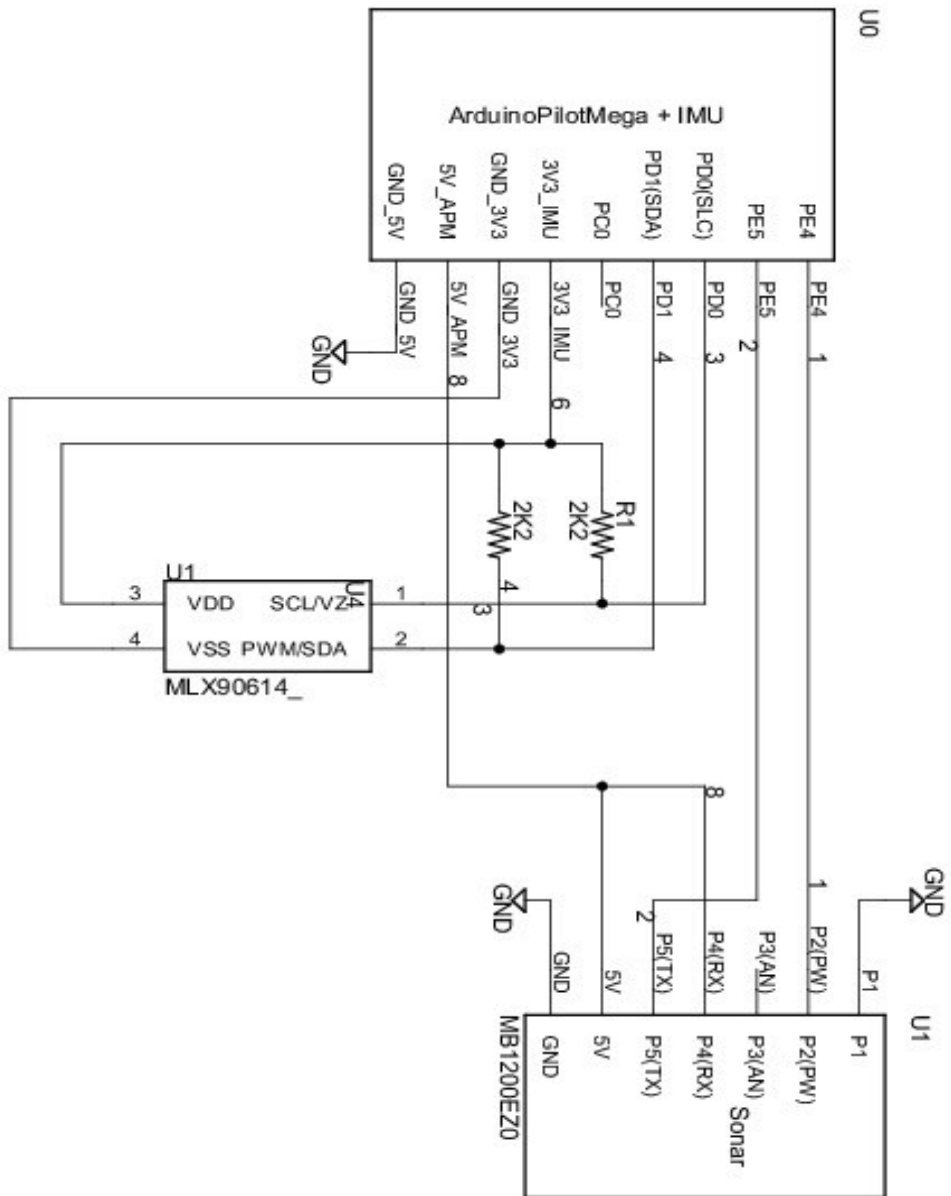 U0
ArduinoPilotMega + IMU
GND_5V
5V_APM
GND_3V3
3V3_IMU
PC0
PD1(SDA)
PD0(SLC)
PE5
PE4
GND_5V
5V_APM
GND_3V3
3V3_IMU
PC0
PD1
PD0
PE5
PE4
GND
8
6
4
3
2
1
2K2
R1
2K2
U1
U4
3
VDD
SCL/VZ
1
4
VSS
PWM/SDA
2
MLX90614_
4
3
8
1
2
GND
GND
GND
5V
P5(TX)
P4(RX)
P3(AN)
P2(PW)
P1
U1
MB1200EZ0
GND
5V
P5(TX)
P4(RX)
P3(AN)
P2(PW)
P1
Sonar